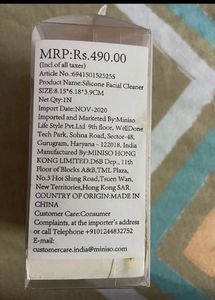 MRP:Rs.490.00
(Incl.of all taxes)
Article No.:6941501525255
Product Name:Silicone Facial Cleaner
SIZE:8.15*6.18*3.9CM
Net Qty:1N
Import Date:NOV-2020
Imported and Marketed By:Miniso
Life Style Pvt.Ltd. 9th floor, WellDone
Tech Park, Sohna Road, Sector-48,
Gurugram, Haryana - 122018, India
Manufactured By:MINISO HONG
KONG LIMITED.D6B Dep., 11th
Floor of Blocks A&B,TML Plaza,
No.3 Hoi Shing Road,Tsuen Wan,
New Territories,Hong Kong SAR.
COUNTRY OF ORIGIN:MADE IN
CHINA
Customer Care:Consumer
Complaints, at the importer's address
or call Telephone +9101244832752
E-mail:
customercare.india@miniso.com